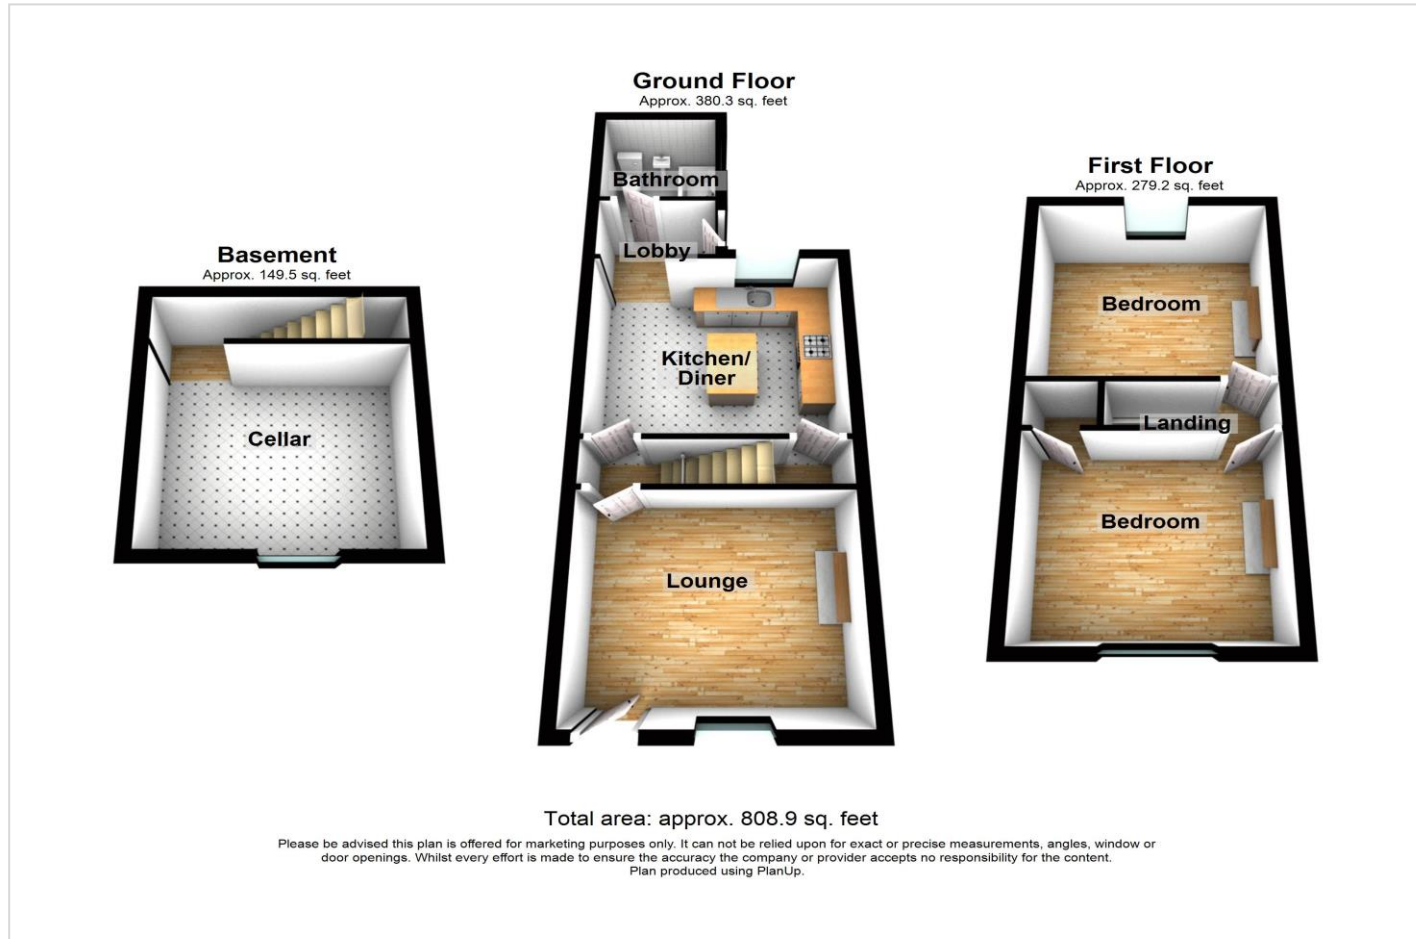 Ground Floor
Approx. 380.3 sq. feet
Bathroom
Lobby
Kitchen/
Diner
Lounge
First Floor
Approx. 279.2 sq. feet
Bedroom
Landing
Bedroom
Basement
Approx. 149.5 sq. feet
Cellar
Total area: approx. 808.9 sq. feet
Please be advised this plan is offered for marketing purposes only. It can not be relied upon for exact or precise measurements, angles, window or
door openings. Whilst every effort is made to ensure the accuracy the company or provider accepts no responsibility for the content.
Plan produced using PlanUp.